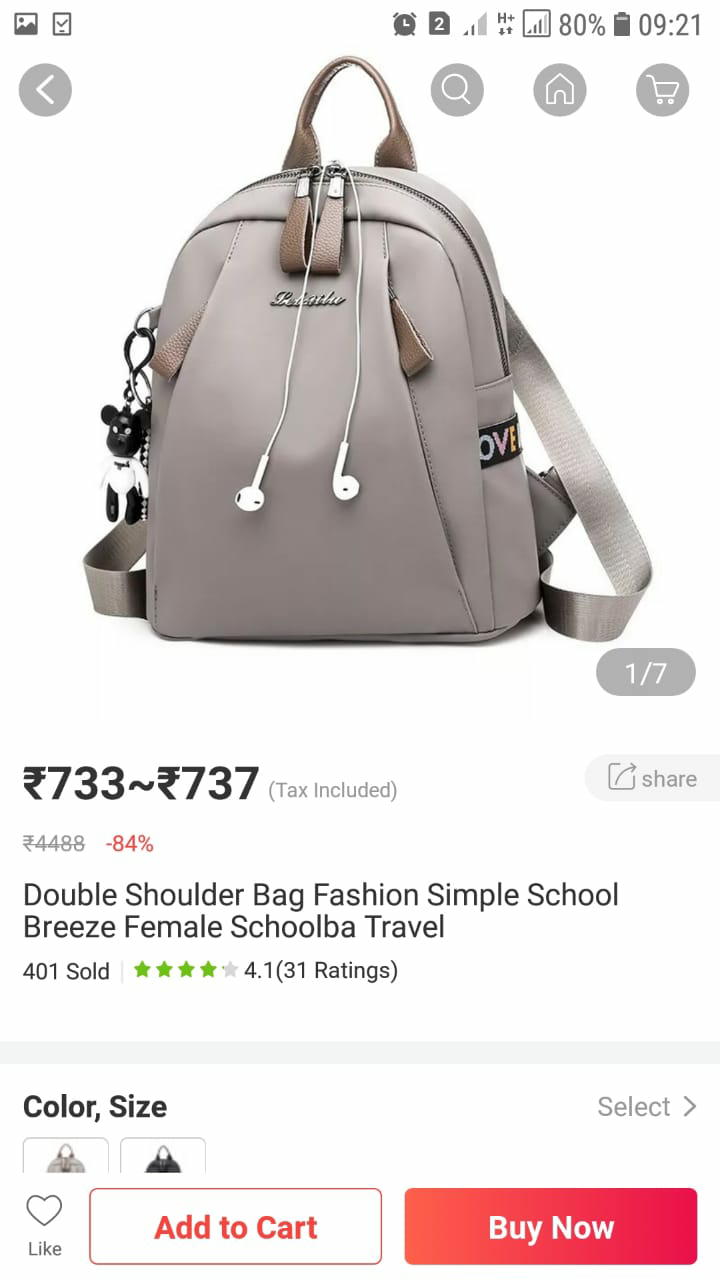 2 H+ 80% 09:21
OVE
1/7
₹733~₹737 (Tax Included)
share
₹4488 -84%
Double Shoulder Bag Fashion Simple School
Breeze Female Schoolba Travel
401 Sold 4.1(31 Ratings)
Color, Size
Select
Like
Add to Cart
Buy Now